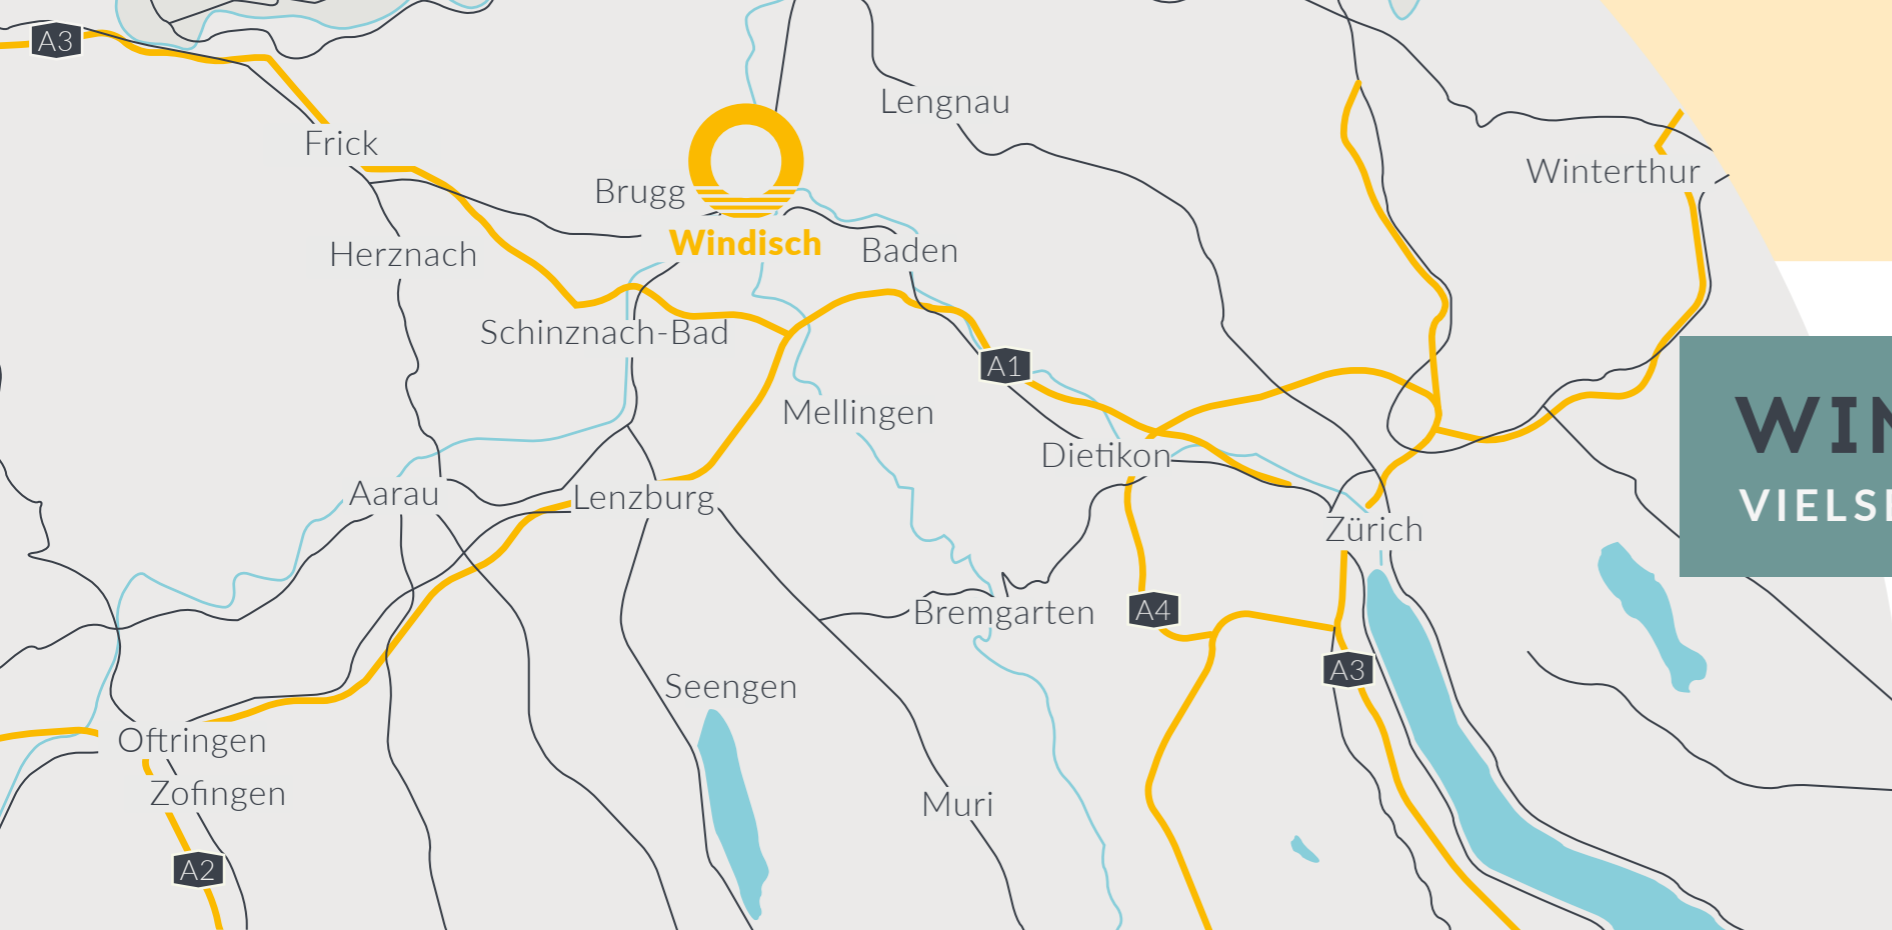 A3
Lengnau
Frick
Winterthur
Brugg
Windisch
Baden
Herznach
Schinznach-Bad
A1
Mellingen
WIN
Dietikon
Aarau
Lenzburg
VIELSE
Zürich
Bremgarten
A4
A3
Seengen
Oftringen
Zofingen
Muri
A2